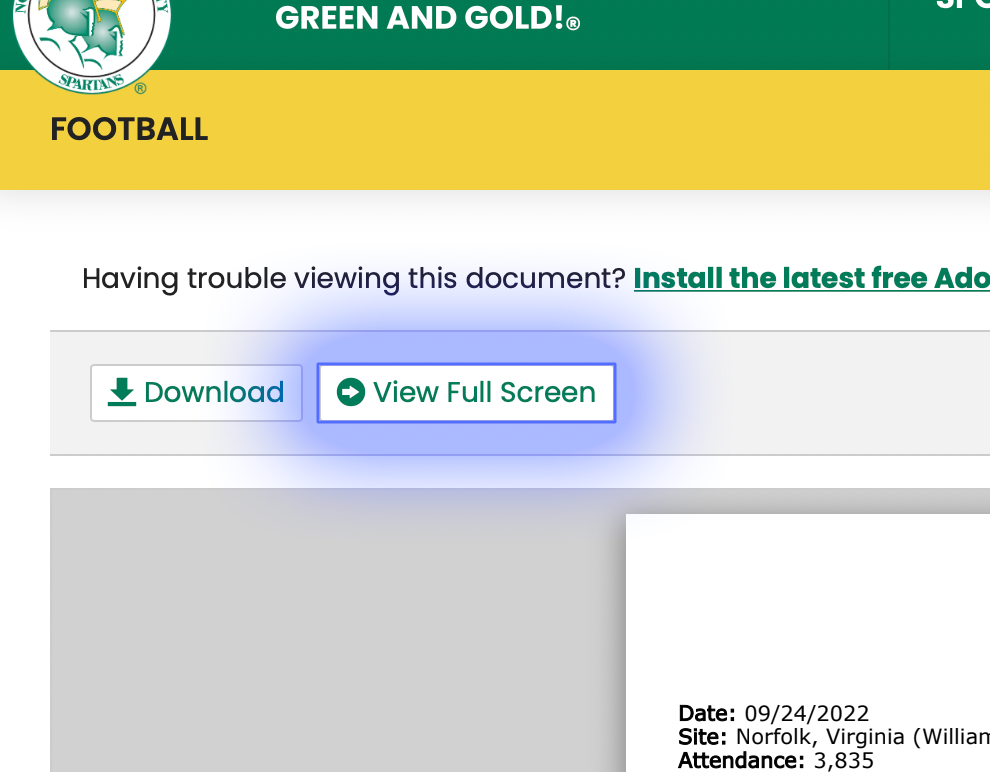 GREEN AND GOLD!®
SPARTANS ®
FOOTBALL
Having trouble viewing this document? Install the latest free Ado
Download
View Full Screen
Date: 09/24/2022
Site: Norfolk, Virginia (William
Attendance: 3,835